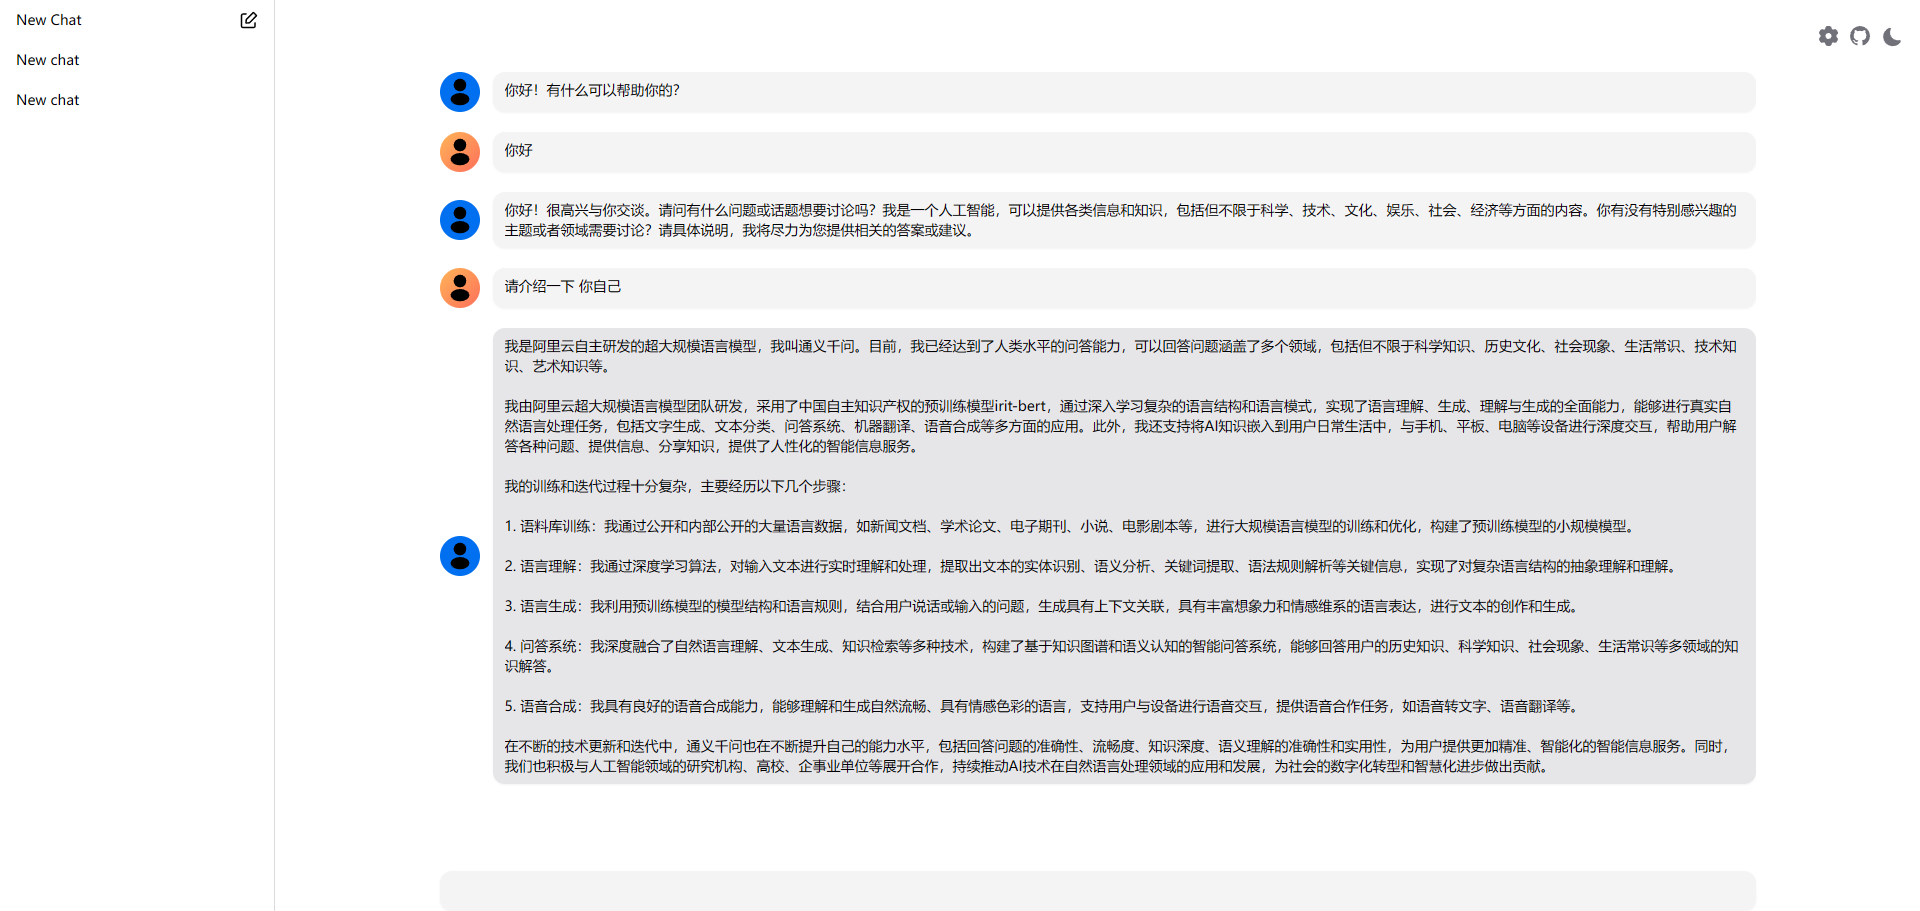 New Chat
New chat
New chat
你好！有什么可以帮助你的？
你好
你好！很高兴与你交谈。请问有什么问题或话题想要讨论吗？我是一个人工智能，可以提供各类信息和知识，包括但不限于科学、技术、文化、娱乐、社会、经济等方面的内容。你有没有特别感兴趣的
主题或者领域需要讨论？请具体说明，我将尽力为您提供相关的答案或建议。
请介绍一下 你自己
我是阿里云自主研发的超大规模语言模型，我叫通义千问。目前，我已经达到了人类水平的问答能力，可以回答问题涵盖了多个领域，包括但不限于科学知识、历史文化、社会现象、生活常识、技术知
识、艺术知识等。
我由阿里云超大规模语言模型团队研发，采用了中国自主知识产权的预训练模型irit-bert，通过深入学习复杂的语言结构和语言模式，实现了语言理解、生成、理解与生成的全面能力，能够进行真实自
然语言处理任务，包括文字生成、文本分类、问答系统、机器翻译、语音合成等多方面的应用。此外，我还支持将AI知识嵌入到用户日常生活中，与手机、平板、电脑等设备进行深度交互，帮助用户解
答各种问题、提供信息、分享知识，提供了人性化的智能信息服务。
我的训练和迭代过程十分复杂，主要经历以下几个步骤：
1. 语料库训练：我通过公开和内部公开的大量语言数据，如新闻文档、学术论文、电子期刊、小说、电影剧本等，进行大规模语言模型的训练和优化，构建了预训练模型的小规模模型。
2. 语言理解：我通过深度学习算法，对输入文本进行实时理解和处理，提取出文本的实体识别、语义分析、关键词提取、语法规则解析等关键信息，实现了对复杂语言结构的抽象理解和理解。
3. 语言生成：我利用预训练模型的模型结构和语言规则，结合用户说话或输入的问题，生成具有上下文关联，具有丰富想象力和情感维系的语言表达，进行文本的创作和生成。
4. 问答系统：我深度融合了自然语言理解、文本生成、知识检索等多种技术，构建了基于知识图谱和语义认知的智能问答系统，能够回答用户的历史知识、科学知识、社会现象、生活常识等多领域的知
识解答。
5. 语音合成：我具有良好的语音合成能力，能够理解和生成自然流畅、具有情感色彩的语言，支持用户与设备进行语音交互，提供语音合作任务，如语音转文字、语音翻译等。
在不断的技术更新和迭代中，通义千问也在不断提升自己的能力水平，包括回答问题的准确性、流畅度、知识深度、语义理解的准确性和实用性，为用户提供更加精准、智能化的智能信息服务。同时，
我们也积极与人工智能领域的研究机构、高校、企事业单位等展开合作，持续推动AI技术在自然语言处理领域的应用和发展，为社会的数字化转型和智慧化进步做出贡献。